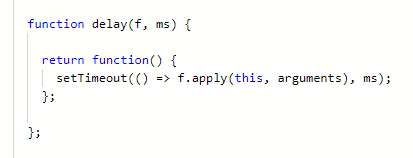 function delay(f, ms) {
return function() {
setTimeout(() => f.apply(this, arguments), ms);
};
};